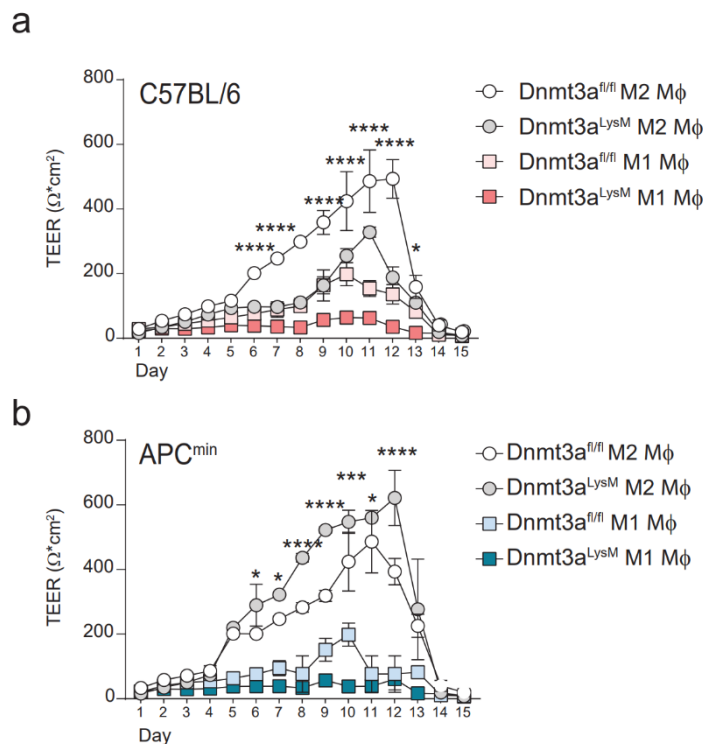 a
C57BL/6
TEER (Ω*cm²)
800
600
400
200
0
**** **** **** **** **** **** *
1 2 3 4 5 6 7 8 9 10 11 12 13 14 15
Day
Dnmt3a^fl/fl M2 Mϕ
Dnmt3a^LysM M2 Mϕ
Dnmt3a^fl/fl M1 Mϕ
Dnmt3a^LysM M1 Mϕ
b
APC^min
TEER (Ω*cm²)
800
600
400
200
0
* * **** **** *** * ****
1 2 3 4 5 6 7 8 9 10 11 12 13 14 15
Day
Dnmt3a^fl/fl M2 Mϕ
Dnmt3a^LysM M2 Mϕ
Dnmt3a^fl/fl M1 Mϕ
Dnmt3a^LysM M1 Mϕ